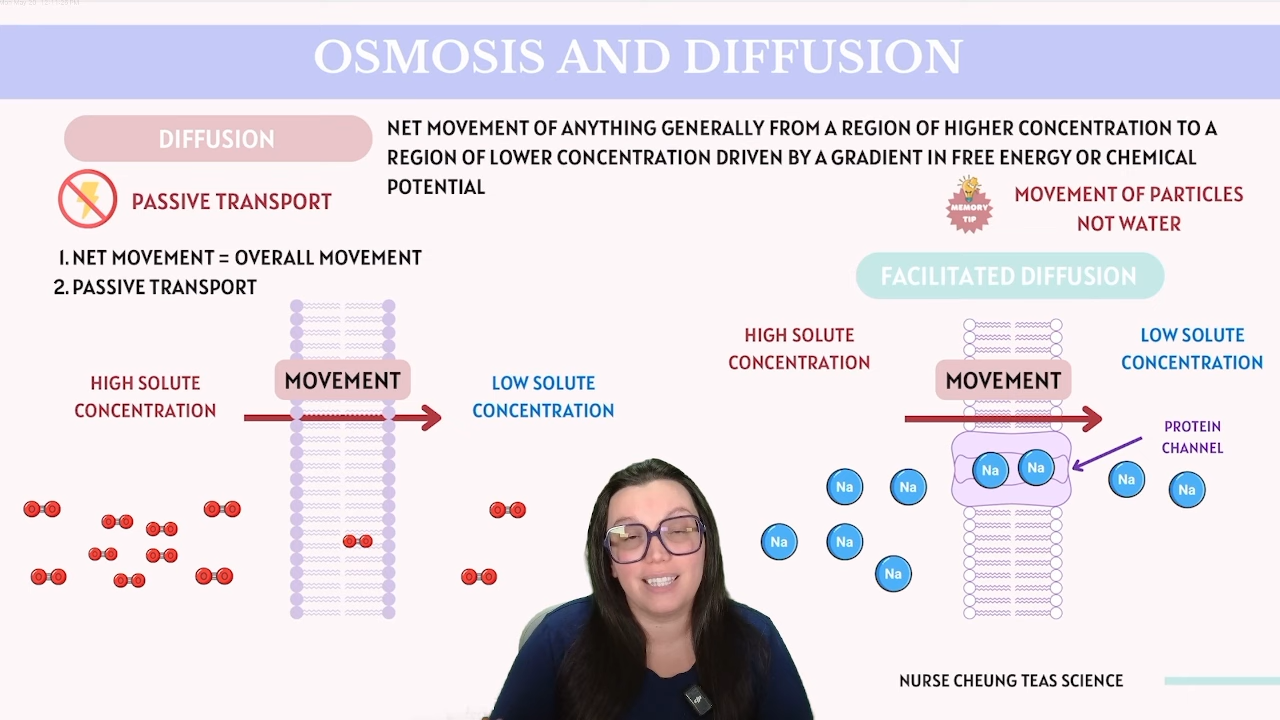 OSMOSIS AND DIFFUSION
DIFFUSION
NET MOVEMENT OF ANYTHING GENERALLY FROM A REGION OF HIGHER CONCENTRATION TO A
REGION OF LOWER CONCENTRATION DRIVEN BY A GRADIENT IN FREE ENERGY OR CHEMICAL
POTENTIAL
PASSIVE TRANSPORT
MEMORY
TIP
MOVEMENT OF PARTICLES
NOT WATER
1. NET MOVEMENT = OVERALL MOVEMENT
2. PASSIVE TRANSPORT
HIGH SOLUTE
CONCENTRATION
MOVEMENT
LOW SOLUTE
CONCENTRATION
FACILITATED DIFFUSION
HIGH SOLUTE
CONCENTRATION
MOVEMENT
LOW SOLUTE
CONCENTRATION
PROTEIN
CHANNEL
Na
Na
Na
Na
Na
Na
Na
Na
Na
NURSE CHEUNG TEAS SCIENCE